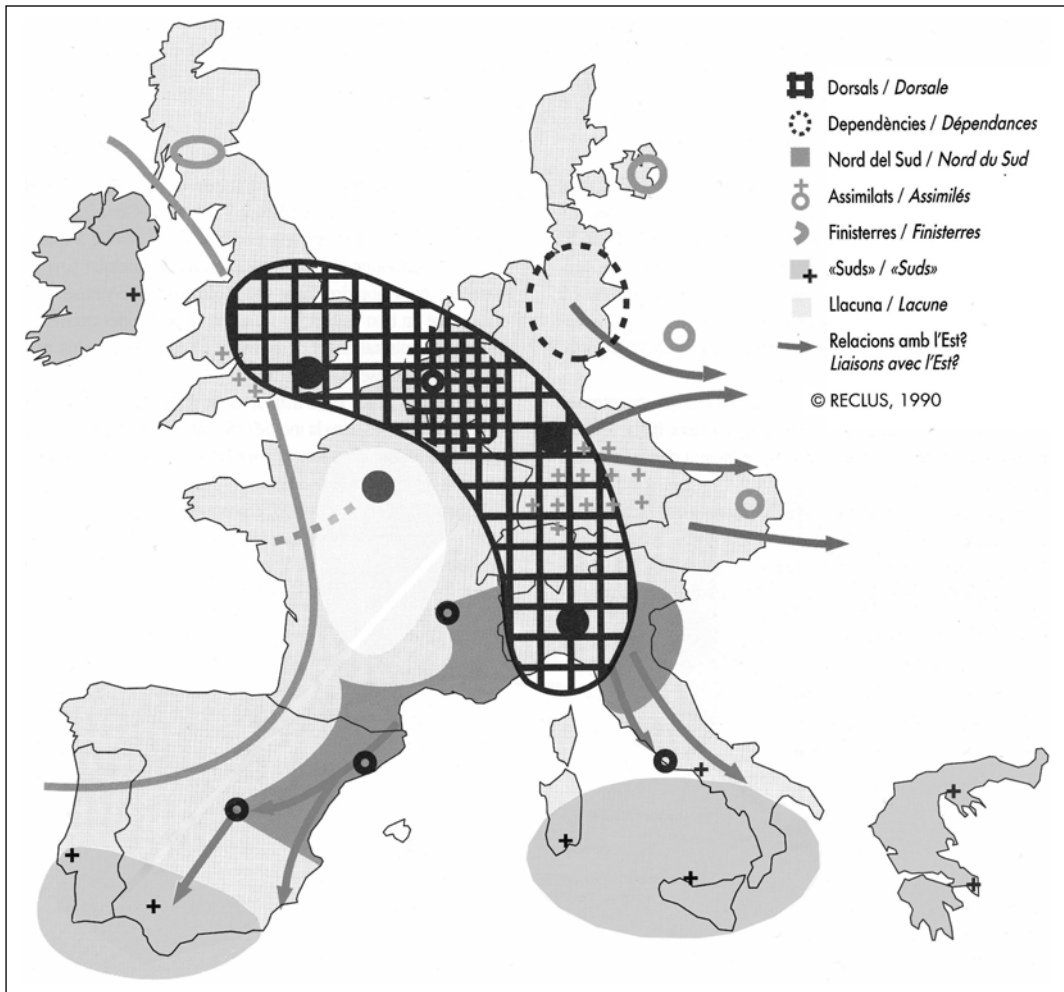 Dorsals / Dorsale
Dependències / Dépendances
Nord del Sud / Nord du Sud
Assimilats / Assimilés
Finisterres / Finisterres
«Suds» / «Suds»
Llacuna / Lacune
Relacions amb l'Est?
Liaisons avec l'Est?
© RECLUS, 1990